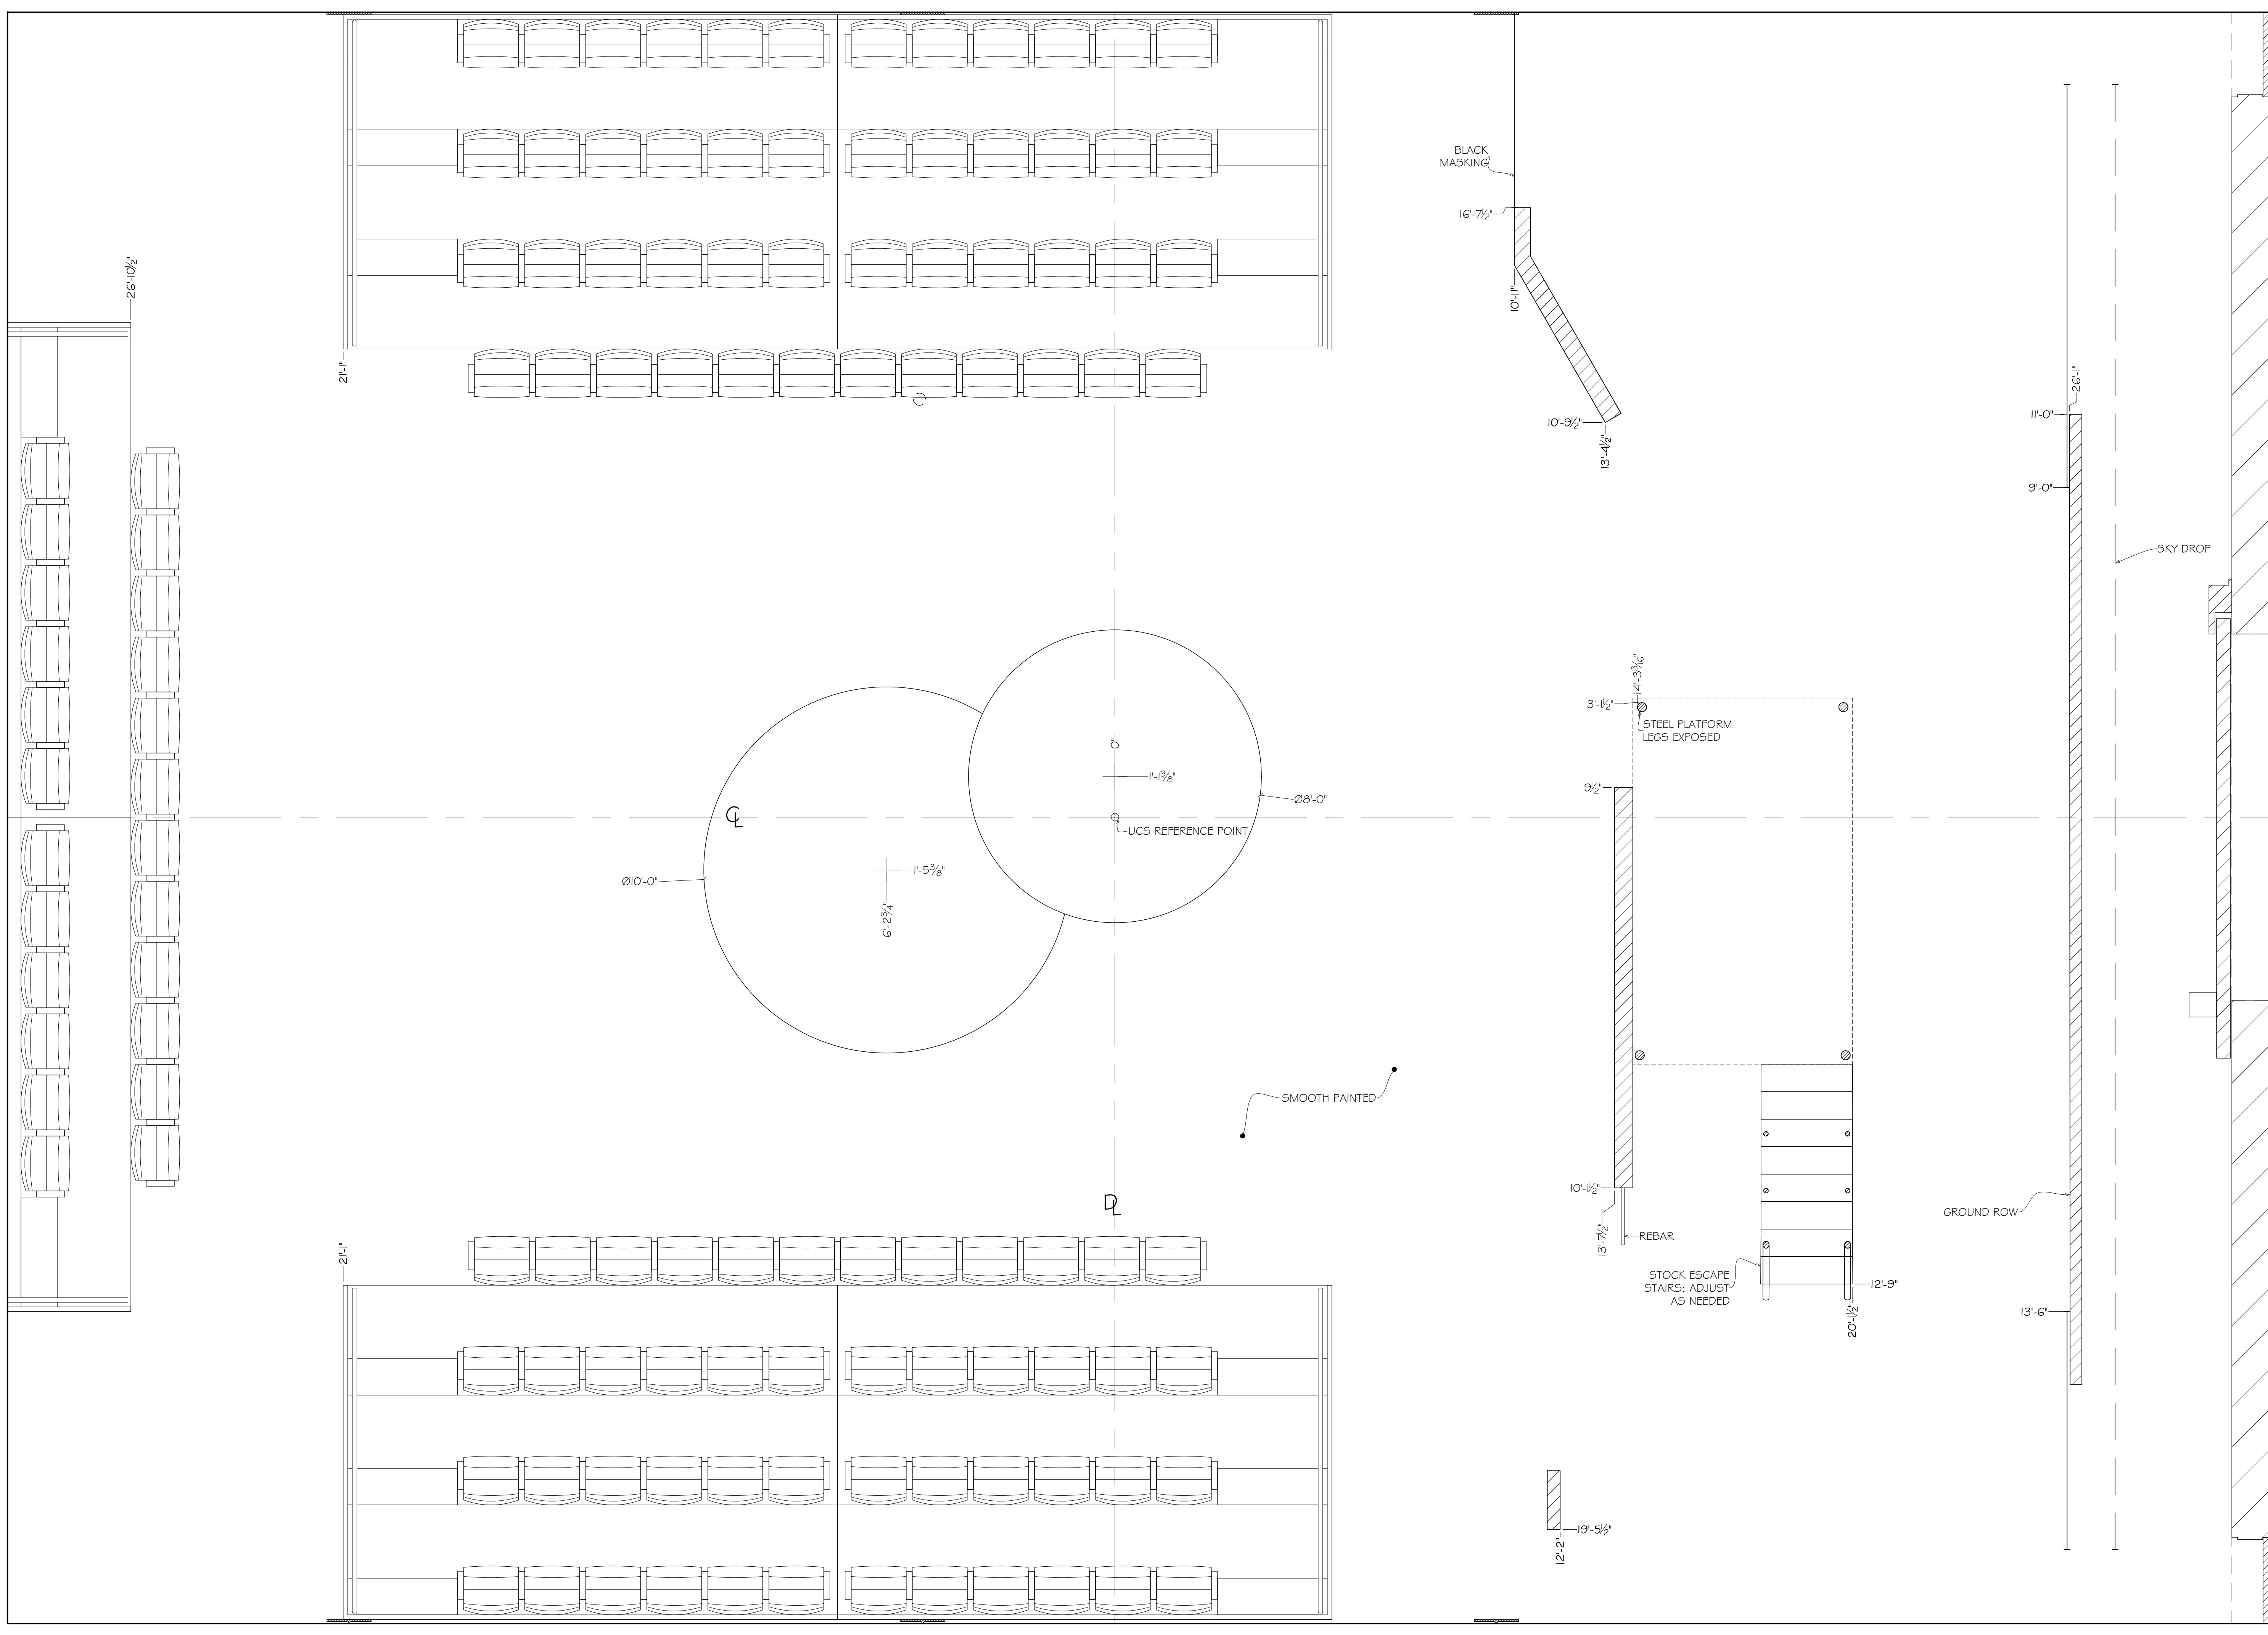 BLACK
MASKING
16'-7½"
26'-10½"
10'-11"
21'-1"
26'-1"
11'-0"
10'-9½"
13'-4½"
9'-0"
SKY DROP
14'-3³⁄₁₆"
3'-1½"
STEEL PLATFORM
LEGS EXPOSED
0"
1'-1⅜"
9½"
Ø8'-0"
CL
UCS REFERENCE POINT
1'-5⅜"
Ø10'-0"
6'-2¾"
SMOOTH PAINTED
10'-1½"
DL
GROUND ROW
13'-7½"
REBAR
21'-1"
STOCK ESCAPE
STAIRS; ADJUST
AS NEEDED
12'-9"
13'-6"
20'-1½"
19'-5½"
12'-2"